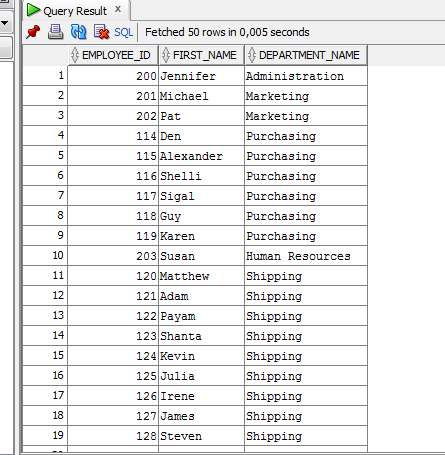 Query Result x
SQL | Fetched 50 rows in 0,005 seconds
EMPLOYEE_ID FIRST_NAME DEPARTMENT_NAME
1 200 Jennifer Administration
2 201 Michael Marketing
3 202 Pat Marketing
4 114 Den Purchasing
5 115 Alexander Purchasing
6 116 Shelli Purchasing
7 117 Sigal Purchasing
8 118 Guy Purchasing
9 119 Karen Purchasing
10 203 Susan Human Resources
11 120 Matthew Shipping
12 121 Adam Shipping
13 122 Payam Shipping
14 123 Shanta Shipping
15 124 Kevin Shipping
16 125 Julia Shipping
17 126 Irene Shipping
18 127 James Shipping
19 128 Steven Shipping